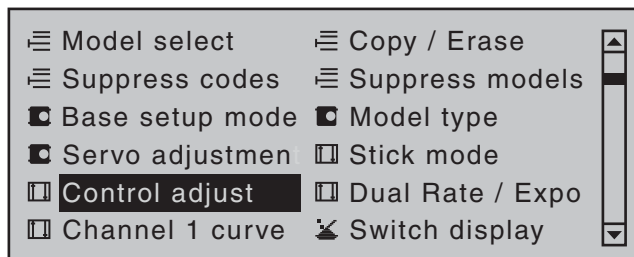 Model select Copy / Erase
Suppress codes Suppress models
Base setup mode Model type
Servo adjustment Stick mode
Control adjust Dual Rate / Expo
Channel 1 curve Switch display